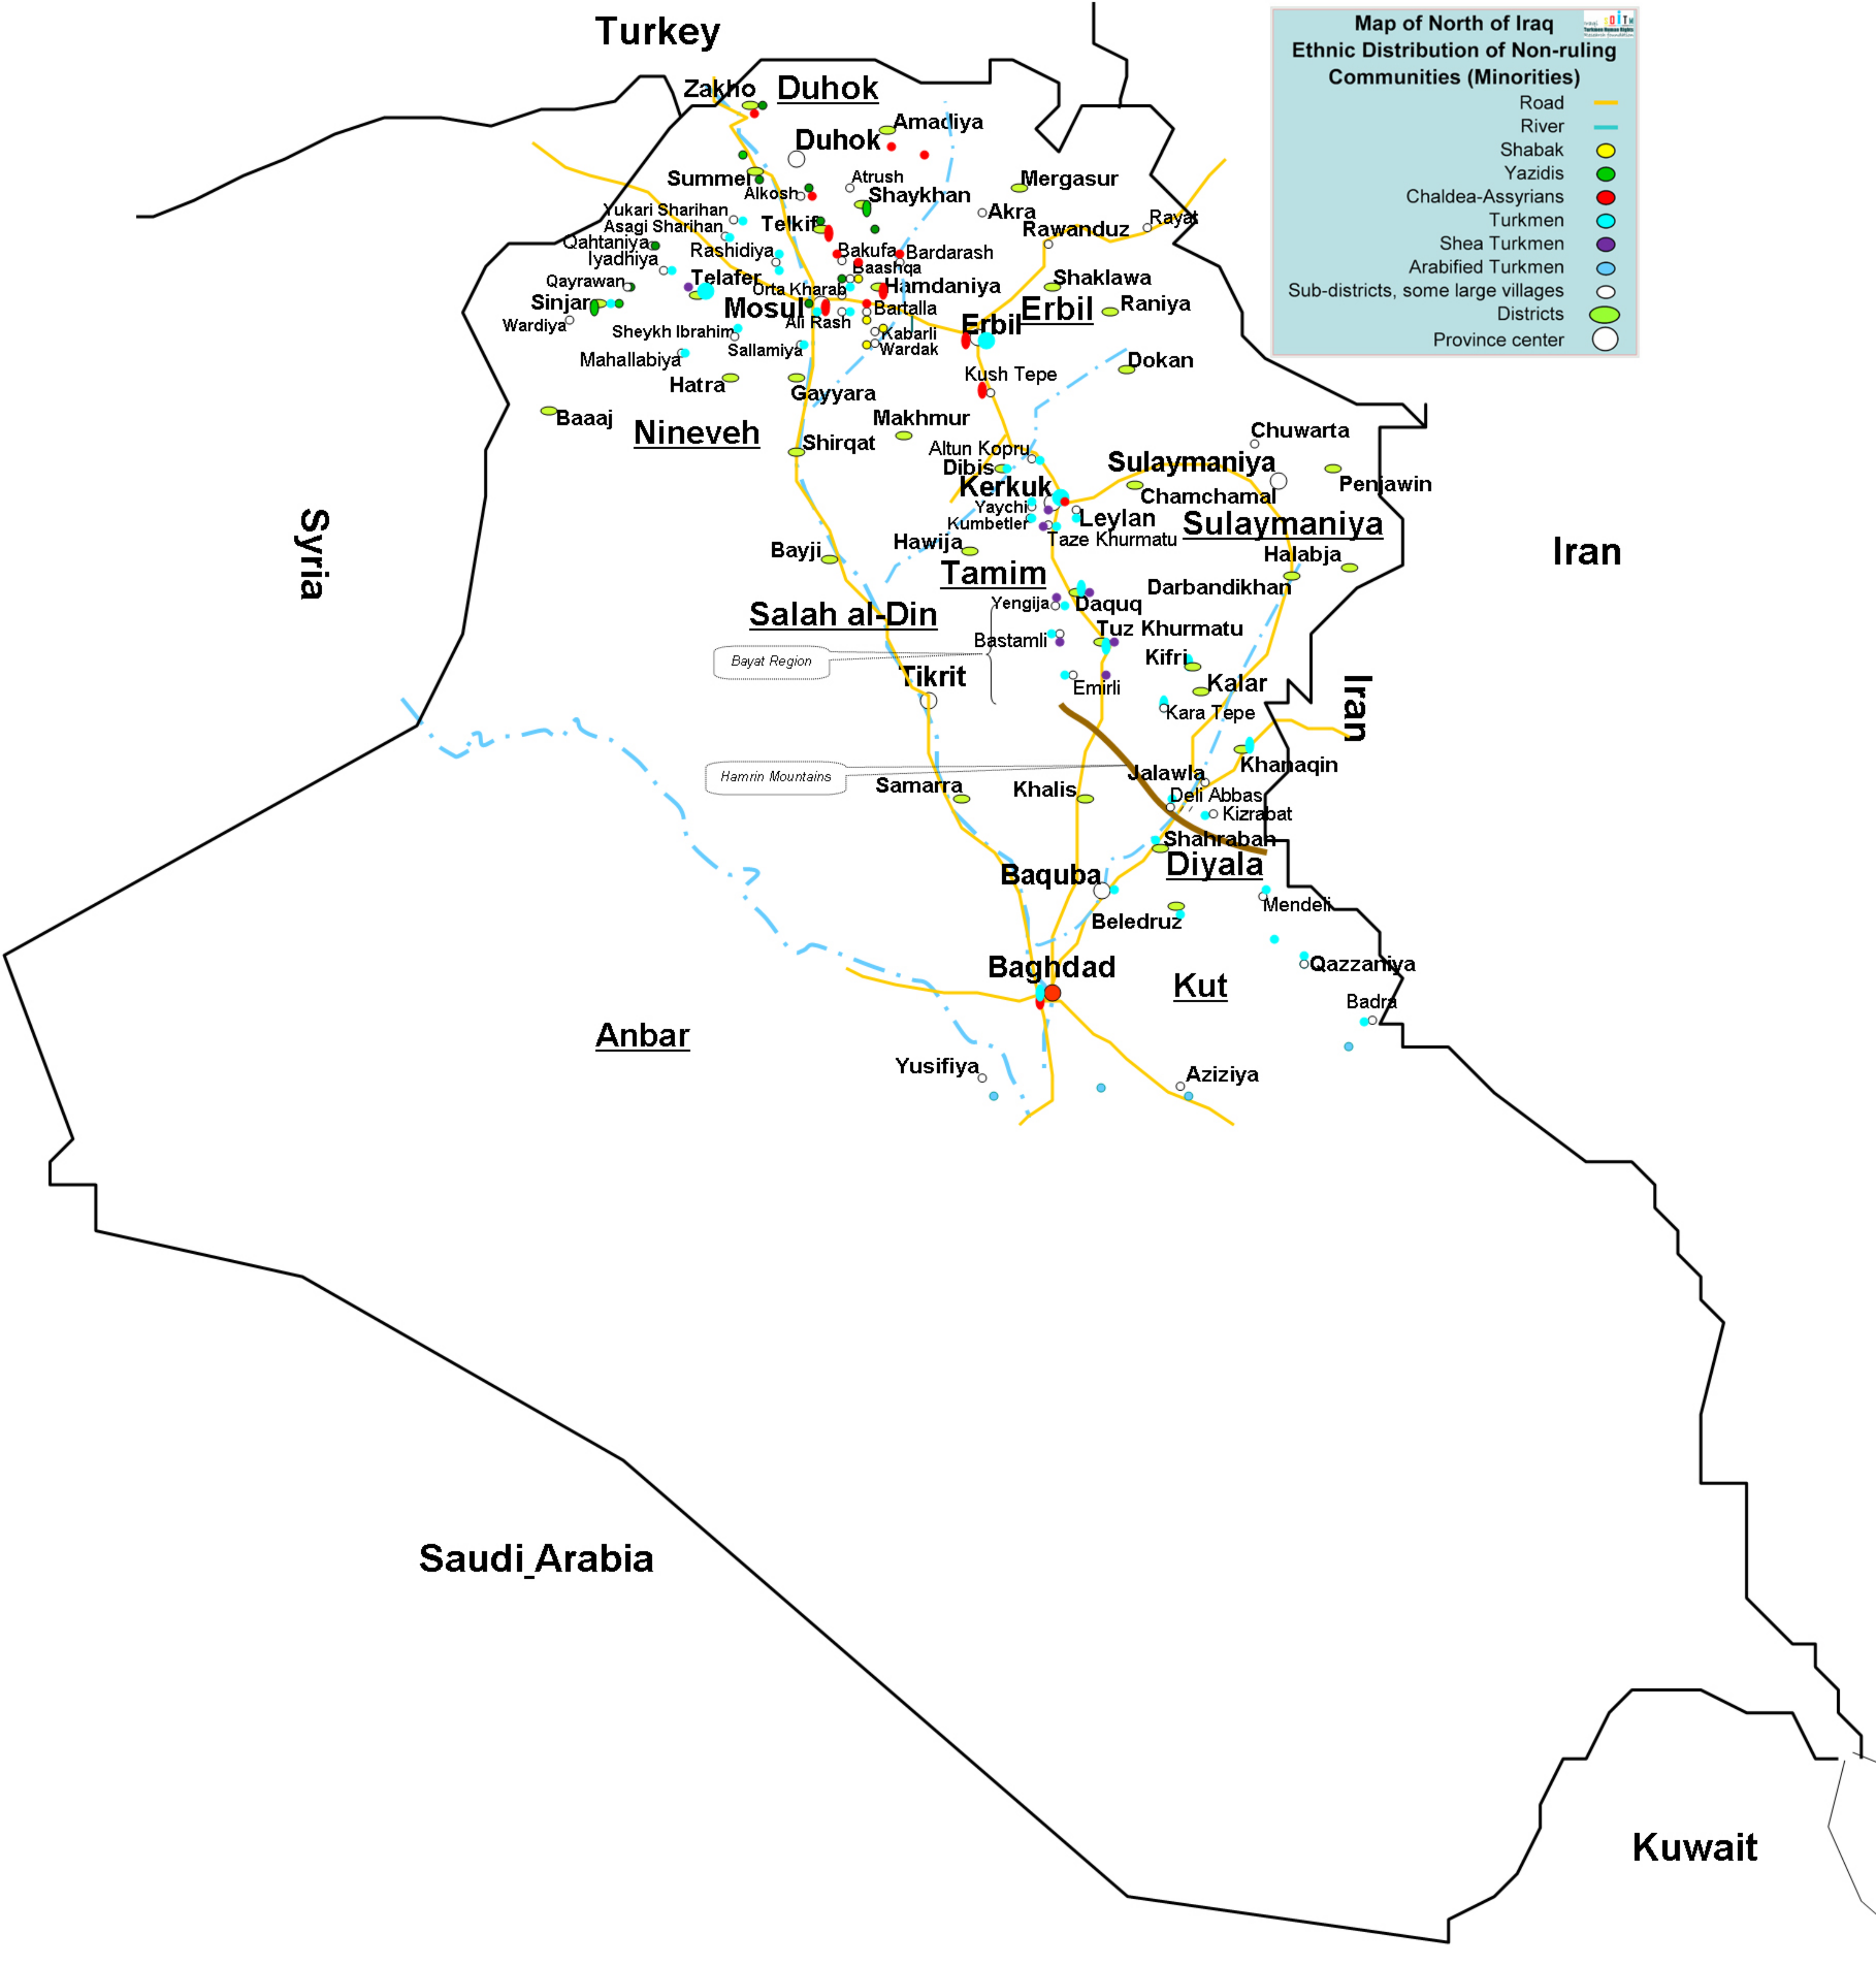 Turkey
Map of North of Iraq
Ethnic Distribution of Non-ruling
Communities (Minorities)
Road
River
Shabak
Yazidis
Chaldea-Assyrians
Turkmen
Shea Turkmen
Arabified Turkmen
Sub-districts, some large villages
Districts
Province center
Zakho
Duhok
Amadiya
Duhok
Summel
Atrush
Mergasur
Alkosh
Shaykhan
Yukari Sharihan
Akra
Rayat
Asagi Sharihan
Telkif
Rawanduz
Qahtaniya
Rashidiya
Bakufa
Bardarash
Iyadhiya
Baashqa
Qayrawan
Telafer
Orta Kharab
Hamdaniya
Shaklawa
Sinjar
Mosul
Bartalla
Erbil
Raniya
Wardiya
Sheykh Ibrahim
Ali Rash
Kabarli
Erbil
Mahallabiya
Sallamiya
Wardak
Dokan
Hatra
Gayyara
Kush Tepe
Baaaj
Makhmur
Nineveh
Shirqat
Altun Kopru
Chuwarta
Dibis
Sulaymaniya
Kerkuk
Chamchamal
Penjawin
Yaychi
Kumbetler
Leylan
Sulaymaniya
Syria
Hawija
Taze Khurmatu
Iran
Bayji
Halabja
Tamim
Darbandikhan
Salah al-Din
Yengija
Daquq
Bastamli
Tuz Khurmatu
Bayat Region
Kifri
Tikrit
Emirli
Kalar
Iran
Kara Tepe
Hamrin Mountains
Jalawla
Khanaqin
Samarra
Khalis
Deli Abbas
Kizrabat
Shahraban
Baquba
Diyala
Mendeli
Beledruz
Baghdad
Qazzaniya
Kut
Badra
Anbar
Yusifiya
Aziziya
Saudi_Arabia
Kuwait